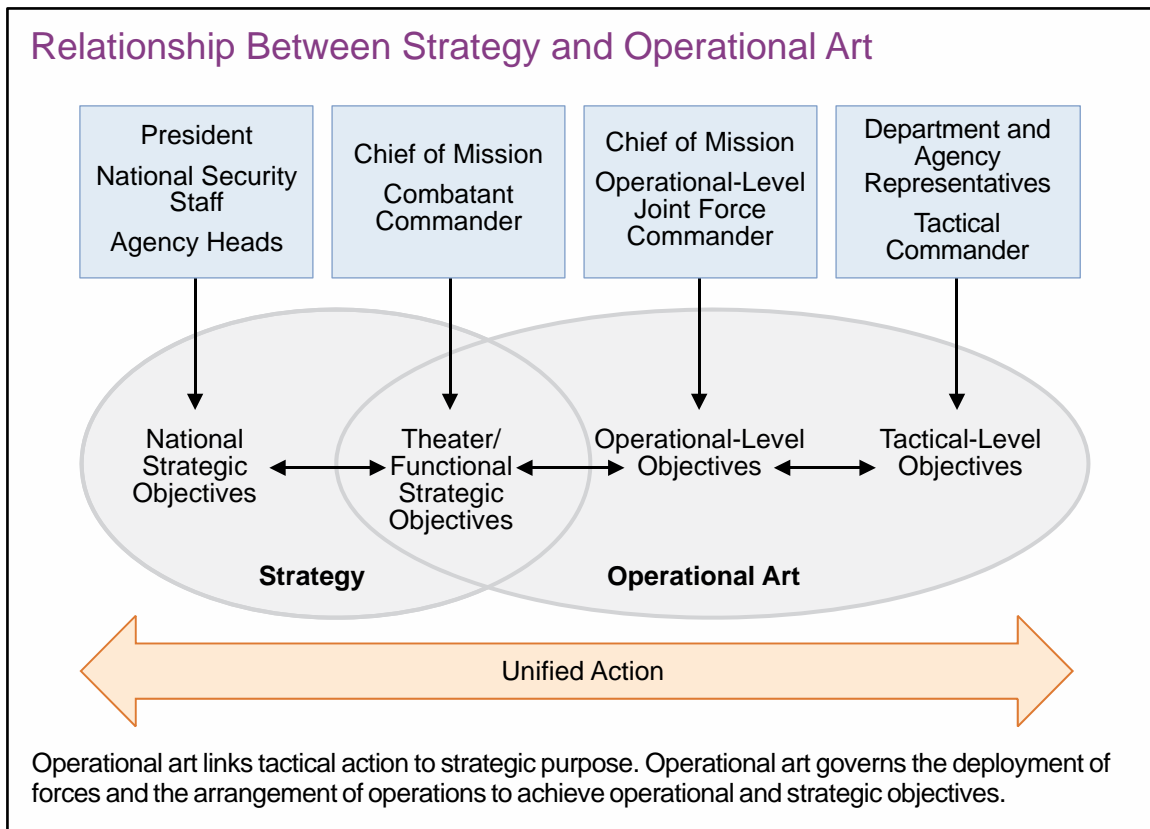 Relationship Between Strategy and Operational Art
President
National Security
Staff
Agency Heads
Chief of Mission
Combatant
Commander
Chief of Mission
Operational-Level
Joint Force
Commander
Department and
Agency
Representatives
Tactical
Commander
National
Strategic
Objectives
Theater/
Functional
Strategic
Objectives
Operational-Level
Objectives
Tactical-Level
Objectives
Strategy
Operational Art
Unified Action
Operational art links tactical action to strategic purpose. Operational art governs the deployment of
forces and the arrangement of operations to achieve operational and strategic objectives.